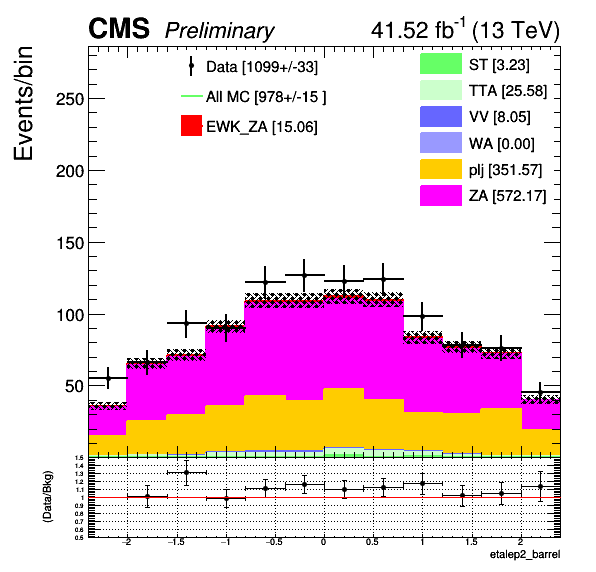 CMS Preliminary 41.52 fb-1 (13 TeV)
Events/bin
Data [1099+/-33]
All MC [978+/-15 ]
EWK_ZA [15.06]
ST [3.23]
TTA [25.58]
VV [8.05]
WA [0.00]
plj [351.57]
ZA [572.17]
250
200
150
100
50
(Data/Bkg)
1.5
1.4
1.3
1.2
1.1
1
0.9
0.8
0.7
0.6
0.5
−2 −1.5 −1 −0.5 0 0.5 1 1.5 2
etalep2_barrel